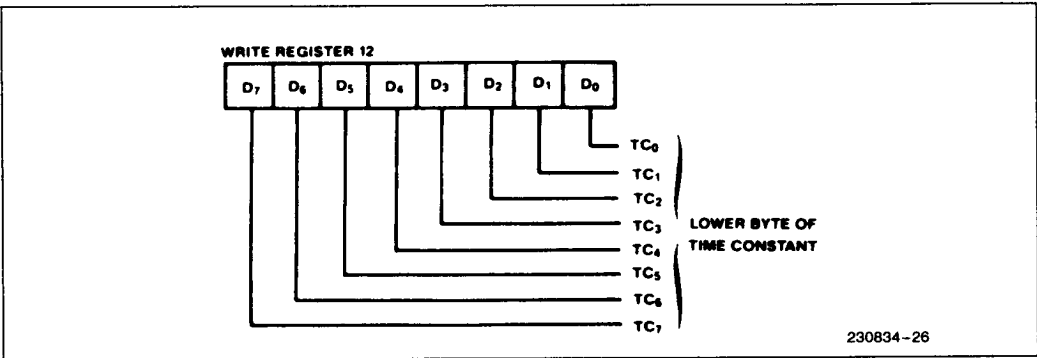 WRITE REGISTER 12
D₇ D₆ D₅ D₄ D₃ D₂ D₁ D₀
TC₀
TC₁
TC₂
TC₃
TC₄
TC₅
TC₆
TC₇
LOWER BYTE OF
TIME CONSTANT
230834-26